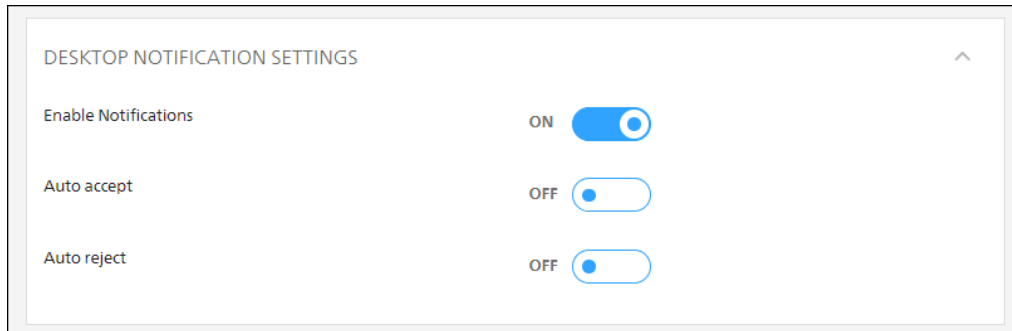 DESKTOP NOTIFICATION SETTINGS
Enable Notifications ON
Auto accept OFF
Auto reject OFF